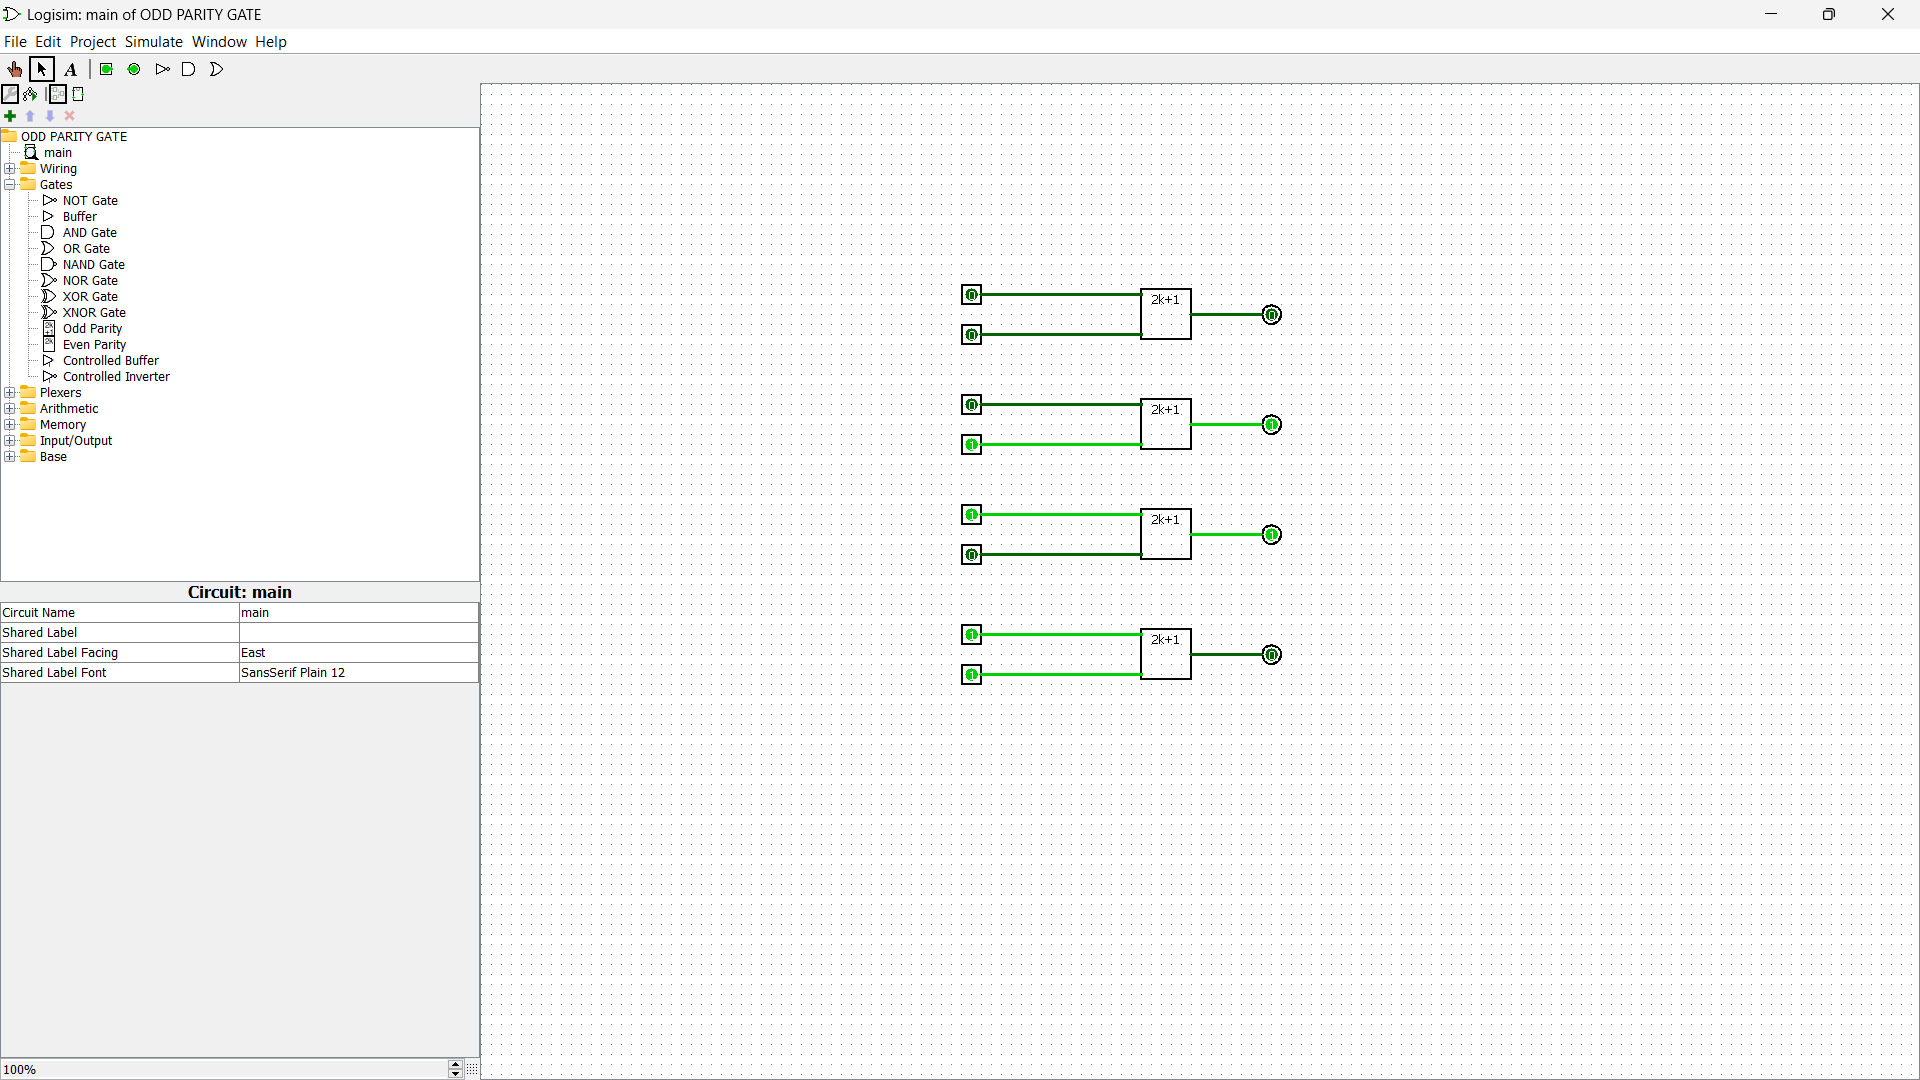 Logisim: main of ODD PARITY GATE
File Edit Project Simulate Window Help
A
ODD PARITY GATE
main
Wiring
Gates
NOT Gate
Buffer
AND Gate
OR Gate
NAND Gate
NOR Gate
XOR Gate
XNOR Gate
2k+1 Odd Parity
2k Even Parity
Controlled Buffer
Controlled Inverter
Plexers
Arithmetic
Memory
Input/Output
Base
Circuit: main
Circuit Name main
Shared Label
Shared Label Facing East
Shared Label Font SansSerif Plain 12
100%
0 2k+1
0
0
0 2k+1
1
1
1 2k+1
1
0
1 2k+1
0
1